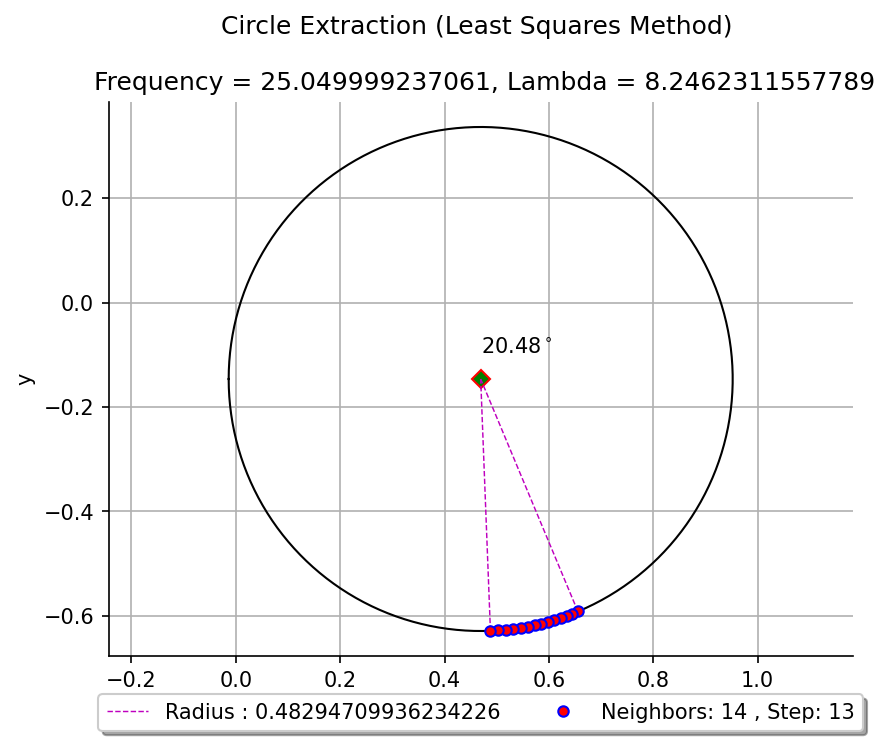 Circle Extraction (Least Squares Method)
Frequency = 25.049999237061, Lambda = 8.2462311557789
0.2
0.0
−0.2
−0.4
−0.6
y
20.48°
−0.2 0.0 0.2 0.4 0.6 0.8 1.0
Radius : 0.48294709936234226 Neighbors: 14 , Step: 13